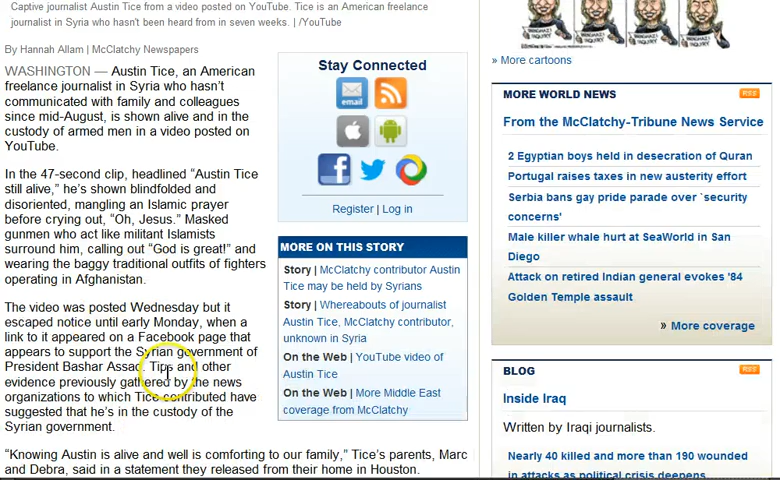 Captive journalist Austin Tice from a video posted on YouTube. Tice is an American freelance
journalist in Syria who hasn't been heard from in seven weeks. | /YouTube
By Hannah Allam | McClatchy Newspapers
WASHINGTON — Austin Tice, an American
freelance journalist in Syria who hasn't
communicated with family and colleagues
since mid-August, is shown alive and in the
custody of armed men in a video posted on
YouTube.
In the 47-second clip, headlined “Austin Tice
still alive,” he's shown blindfolded and
disoriented, mangling an Islamic prayer
before crying out, “Oh, Jesus.” Masked
gunmen who act like militant Islamists
surround him, calling out “God is great!” and
wearing the baggy traditional outfits of fighters
operating in Afghanistan.
The video was posted Wednesday but it
escaped notice until early Monday, when a
link to it appeared on a Facebook page that
appears to support the Syrian government of
President Bashar Assad. Tips and other
evidence previously gathered by the news
organizations to which Tice contributed have
suggested that he's in the custody of the
Syrian government.
“Knowing Austin is alive and well is comforting to our family,” Tice's parents, Marc
and Debra, said in a statement they released from their home in Houston.
Stay Connected
email
Register | Log in
MORE ON THIS STORY
Story | McClatchy contributor Austin
Tice may be held by Syrians
Story | Whereabouts of journalist
Austin Tice, McClatchy contributor,
unknown in Syria
On the Web | YouTube video of
Austin Tice
On the Web | More Middle East
coverage from McClatchy
» More cartoons
MORE WORLD NEWS
RSS
From the McClatchy-Tribune News Service
2 Egyptian boys held in desecration of Quran
Portugal raises taxes in new austerity effort
Serbia bans gay pride parade over `security
concerns'
Male killer whale hurt at SeaWorld in San
Diego
Attack on retired Indian general evokes '84
Golden Temple assault
» More coverage
BLOG
RSS
Inside Iraq
Written by Iraqi journalists.
Nearly 40 killed and more than 190 wounded
in attacks as political crisis deepens